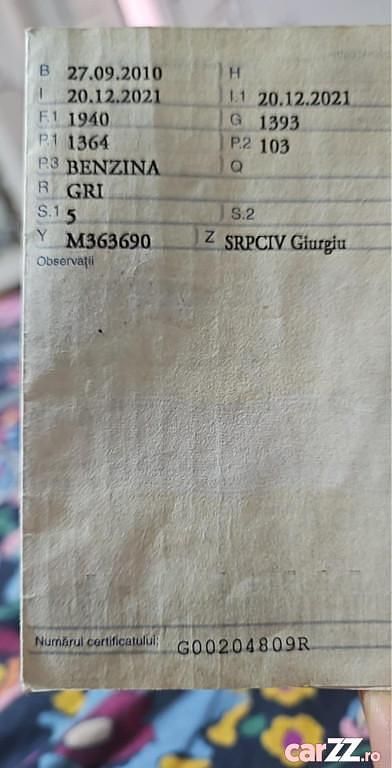 B 27.09.2010 H
I 20.12.2021 I.1 20.12.2021
F.1 1940 G 1393
P.1 1364 P.2 103
P.3 BENZINA Q
R GRI
S.1 5 S.2
Y M363690 Z SRPCIV Giurgiu
Observații
Numărul certificatului: G00204809R
carZZ.ro